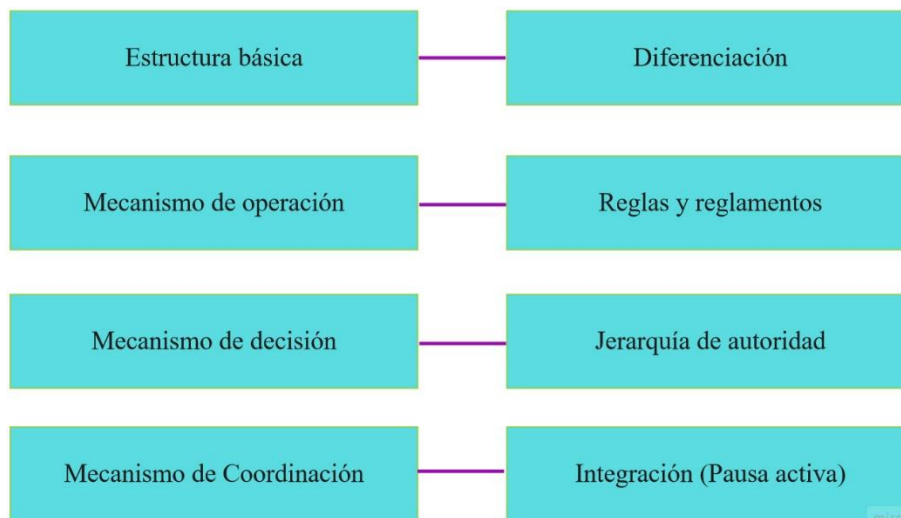 Estructura básica
Diferenciación
Mecanismo de operación
Reglas y reglamentos
Mecanismo de decisión
Jerarquía de autoridad
Mecanismo de Coordinación
Integración (Pausa activa)